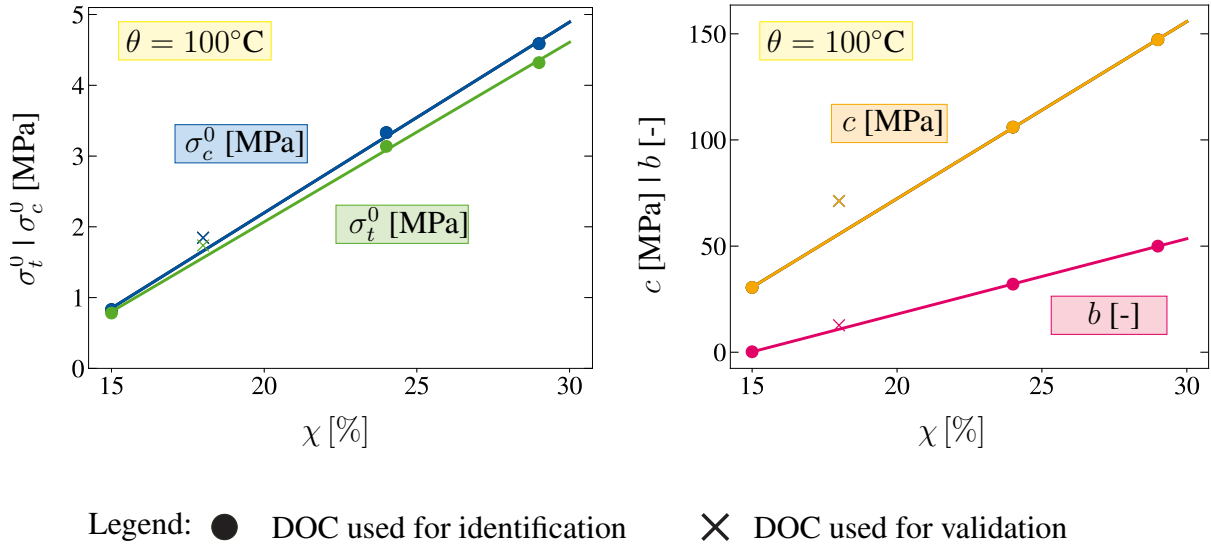 θ = 100°C
σ_c^0 [MPa]
σ_t^0 [MPa]
σ_t^0 | σ_c^0 [MPa]
5
4
3
2
1
0
15
20
25
30
χ [%]
θ = 100°C
c [MPa]
b [-]
c [MPa] | b [-]
150
100
50
0
15
20
25
30
χ [%]
Legend: ● DOC used for identification × DOC used for validation